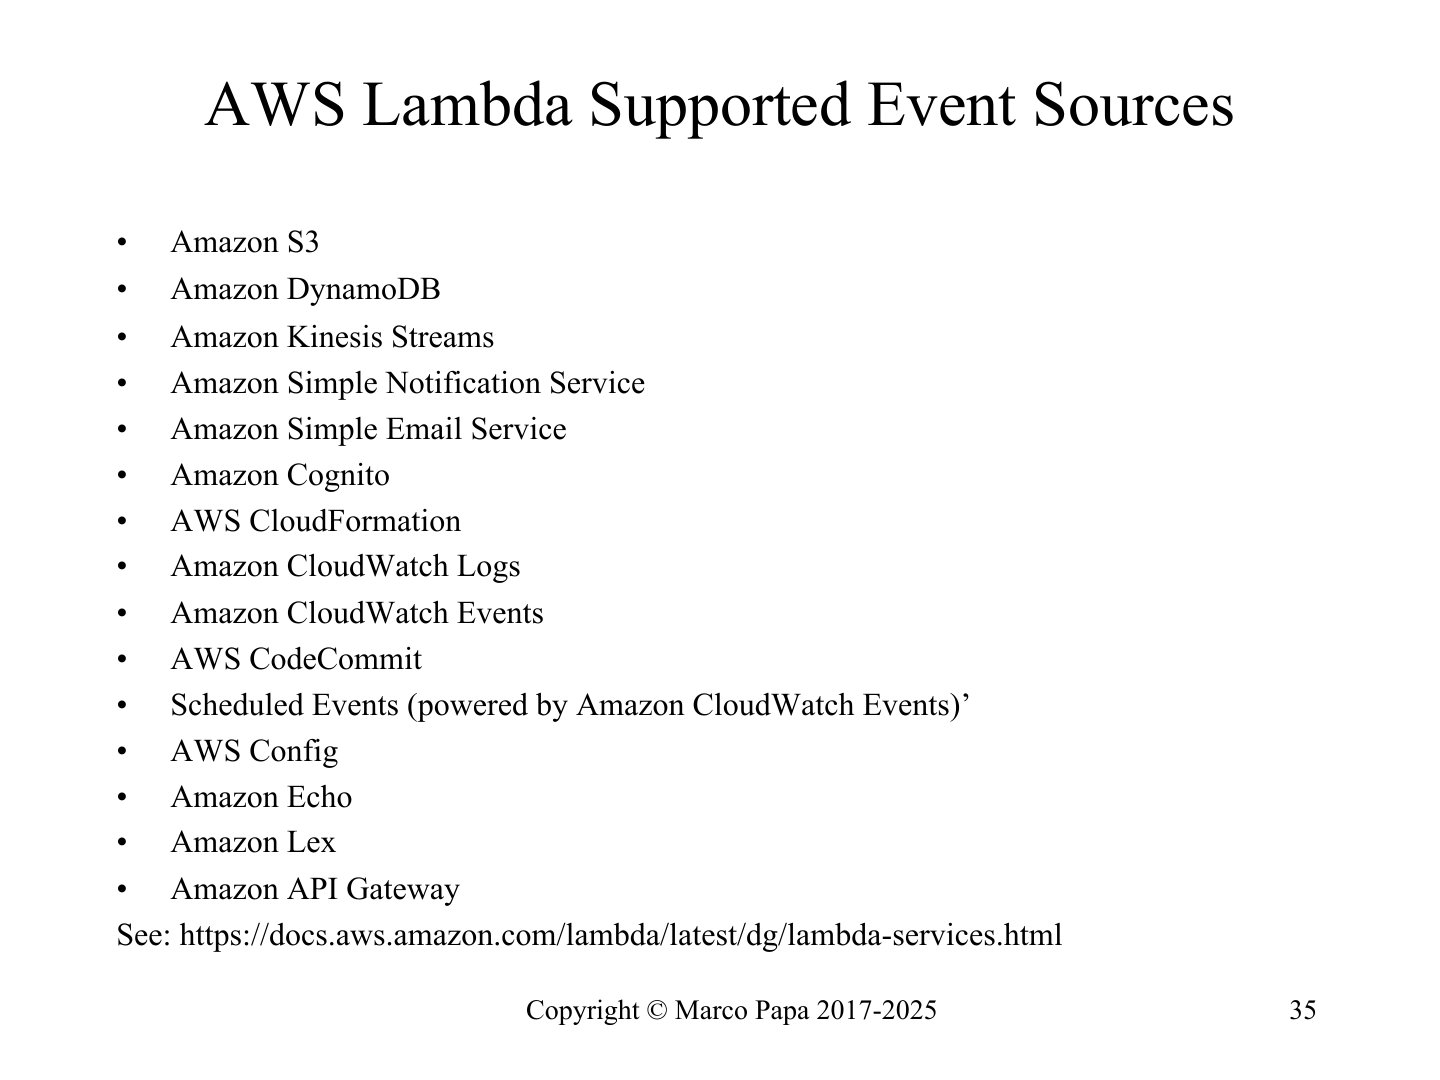 AWS Lambda Supported Event Sources
• Amazon S3
• Amazon DynamoDB
• Amazon Kinesis Streams
• Amazon Simple Notification Service
• Amazon Simple Email Service
• Amazon Cognito
• AWS CloudFormation
• Amazon CloudWatch Logs
• Amazon CloudWatch Events
• AWS CodeCommit
• Scheduled Events (powered by Amazon CloudWatch Events)’
• AWS Config
• Amazon Echo
• Amazon Lex
• Amazon API Gateway
See: https://docs.aws.amazon.com/lambda/latest/dg/lambda-services.html
Copyright © Marco Papa 2017-2025 35